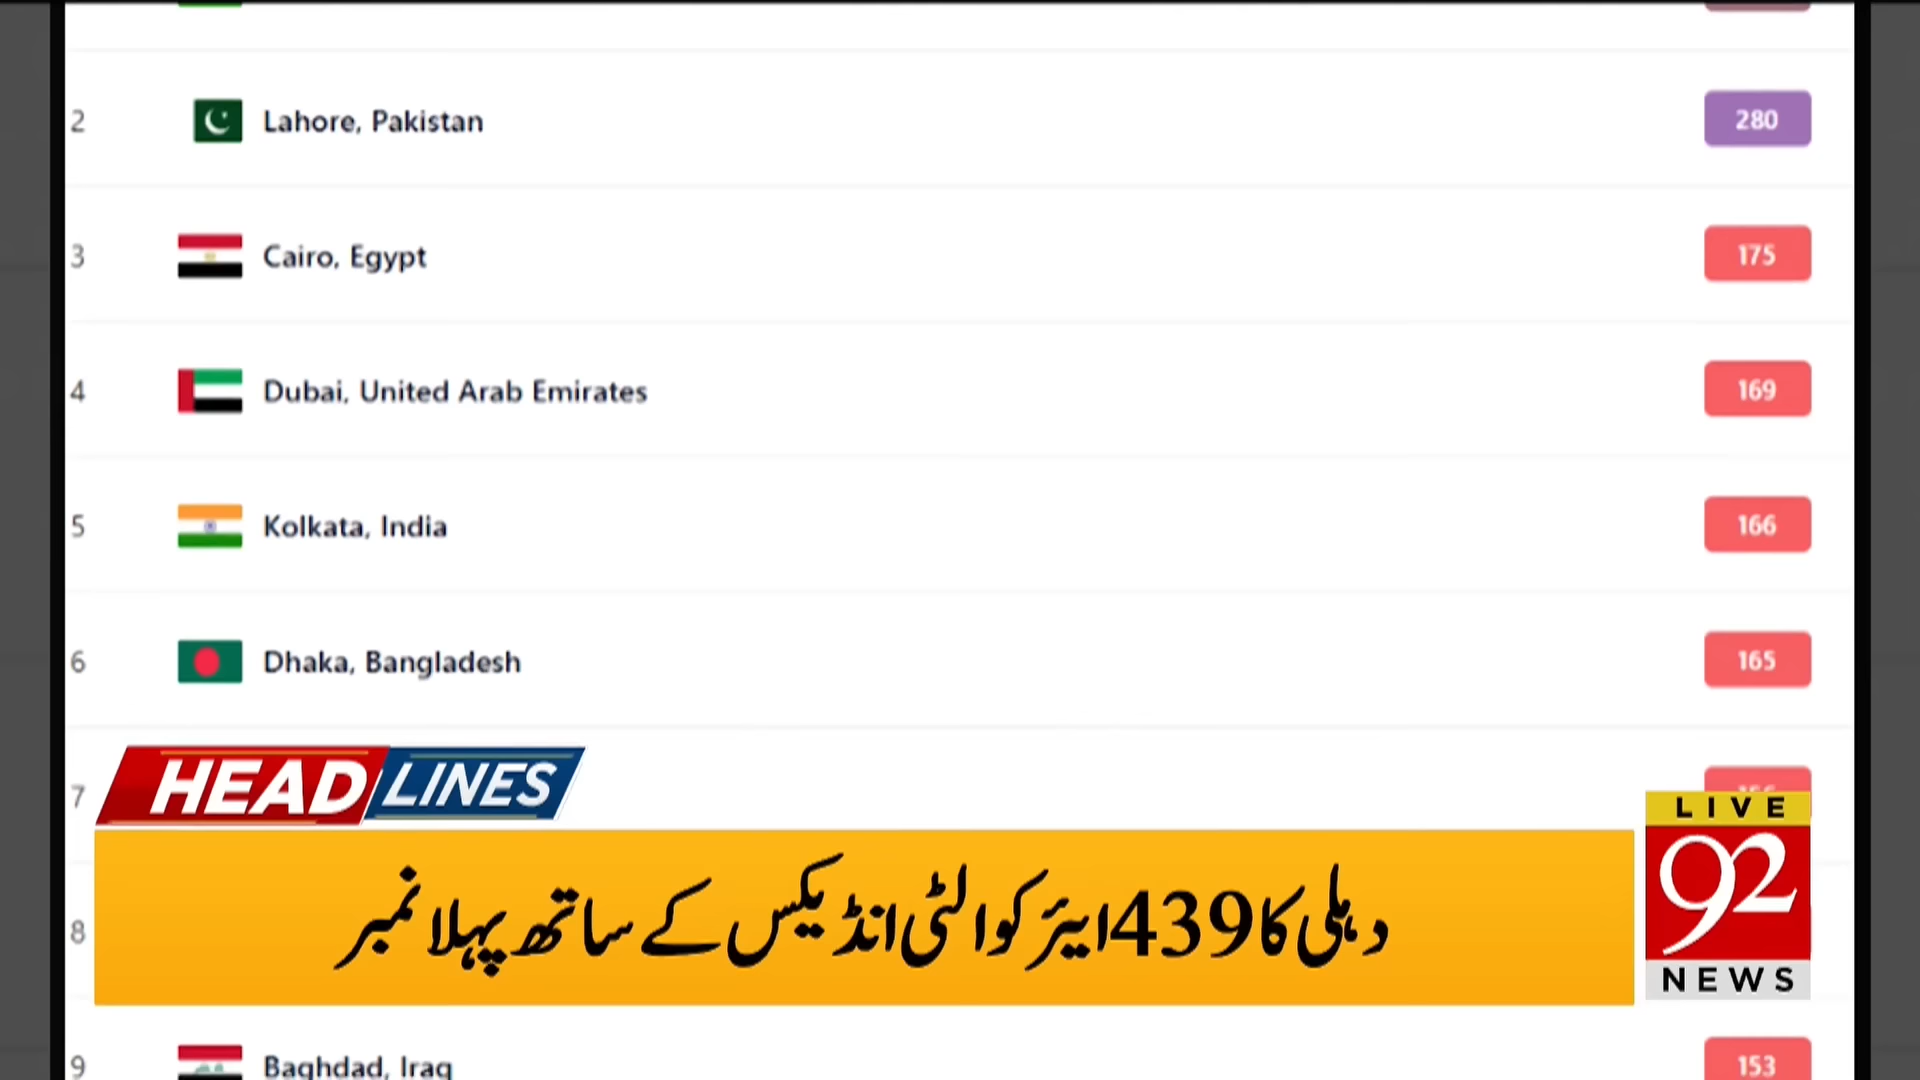 2 Lahore, Pakistan 280
3 Cairo, Egypt 175
4 Dubai, United Arab Emirates 169
5 Kolkata, India 166
6 Dhaka, Bangladesh 165
7
HEADLINES
LIVE
8
دہلی کا 439 ایئر کوالٹی انڈیکس کے ساتھ پہلا نمبر
92
NEWS
9 Baghdad, Iraq 153